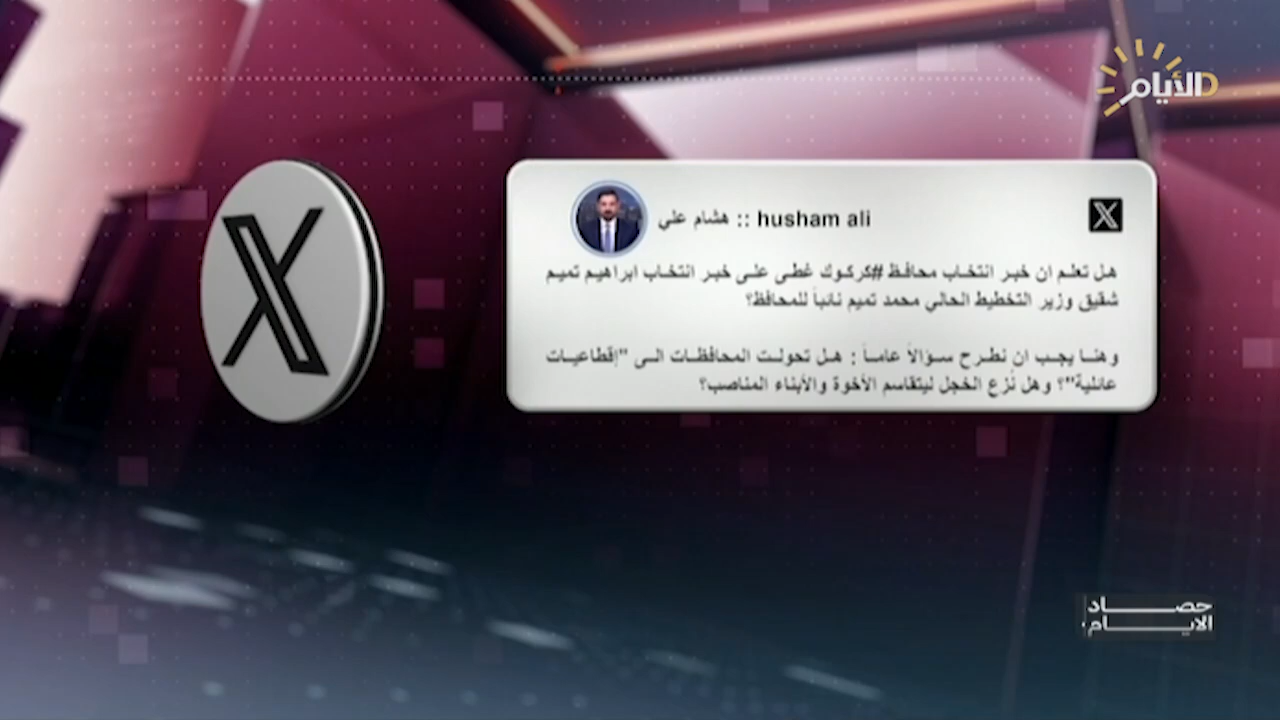 الأيام
husham ali :: هشام علي
هل تعلم ان خبر انتخاب محافظ #كركوك غطى على خبر انتخاب ابراهيم تميم
شقيق وزير التخطيط الحالي محمد تميم نائباً للمحافظ؟
وهنا يجب ان نطرح سؤالاً عاماً : هل تحولت المحافظات الى "إقطاعيات
عائلية"؟ وهل نُزع الخجل ليتقاسم الأخوة والأبناء المناصب؟
حصاد
الايام